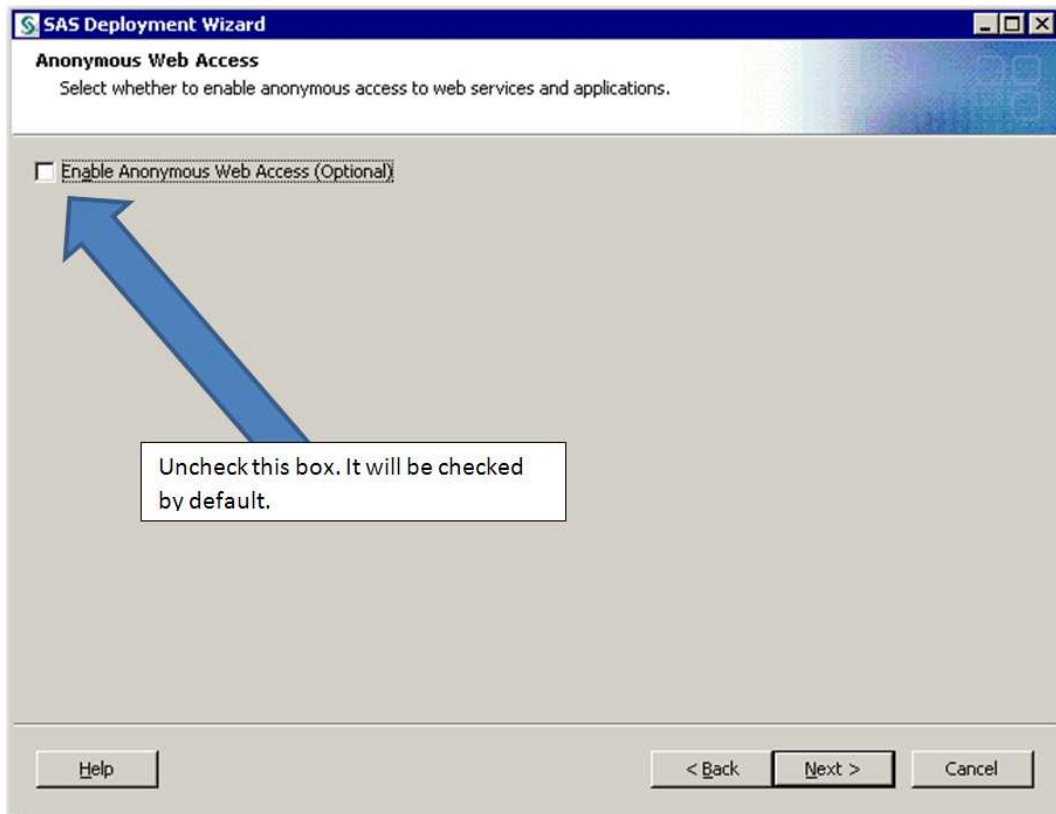 SAS Deployment Wizard
Anonymous Web Access
Select whether to enable anonymous access to web services and applications.
Enable Anonymous Web Access (Optional)
Uncheck this box. It will be checked
by default.
Help
< Back
Next >
Cancel